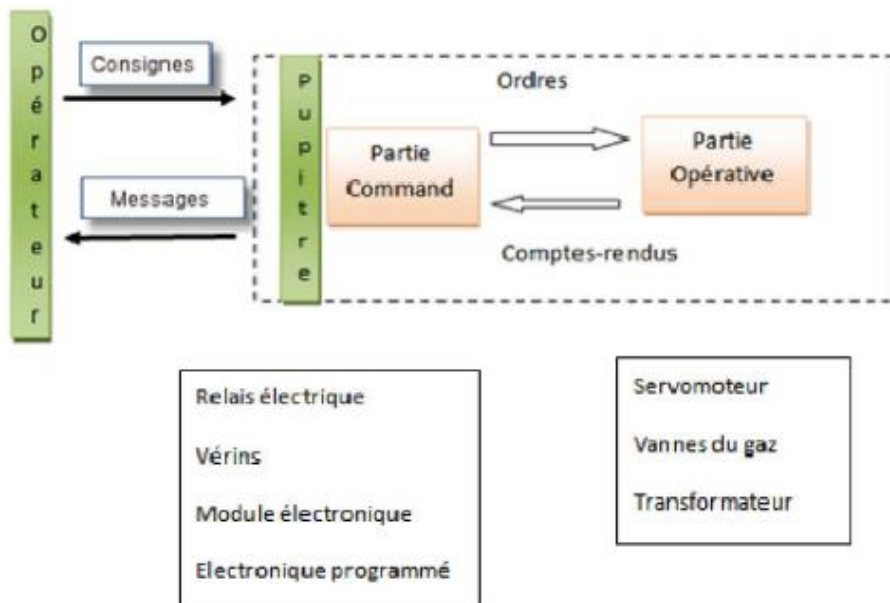 Opérateur
Consignes
Messages
Pupitre
Ordres
Partie
Command
Partie
Opérative
Comptes-rendus
Relais électrique
Vérins
Module électronique
Electronique programmé
Servomoteur
Vannes du gaz
Transformateur